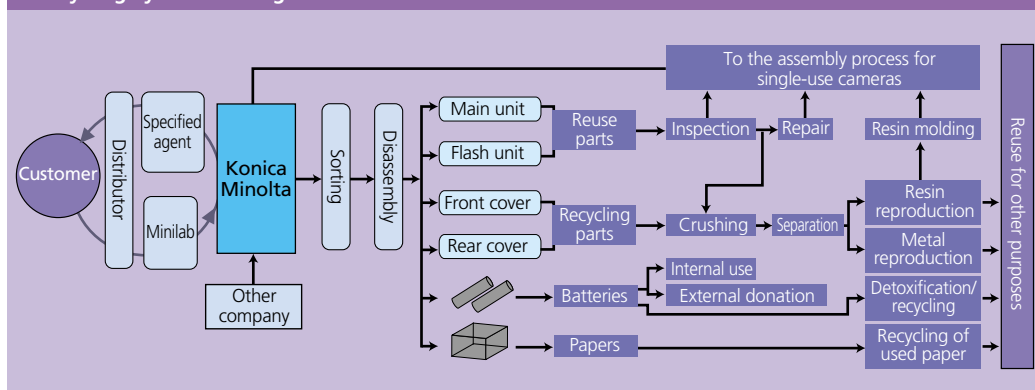 To the assembly process for
single-use cameras
Customer
Distributor
Specified
agent
Minilab
Konica
Minolta
Other
company
Sorting
Disassembly
Main unit
Flash unit
Front cover
Rear cover
Reuse
parts
Recycling
parts
Inspection
Repair
Resin molding
Crushing
Separation
Resin
reproduction
Metal
reproduction
Batteries
Internal use
External donation
Detoxification/
recycling
Papers
Recycling of
used paper
Reuse for other purposes